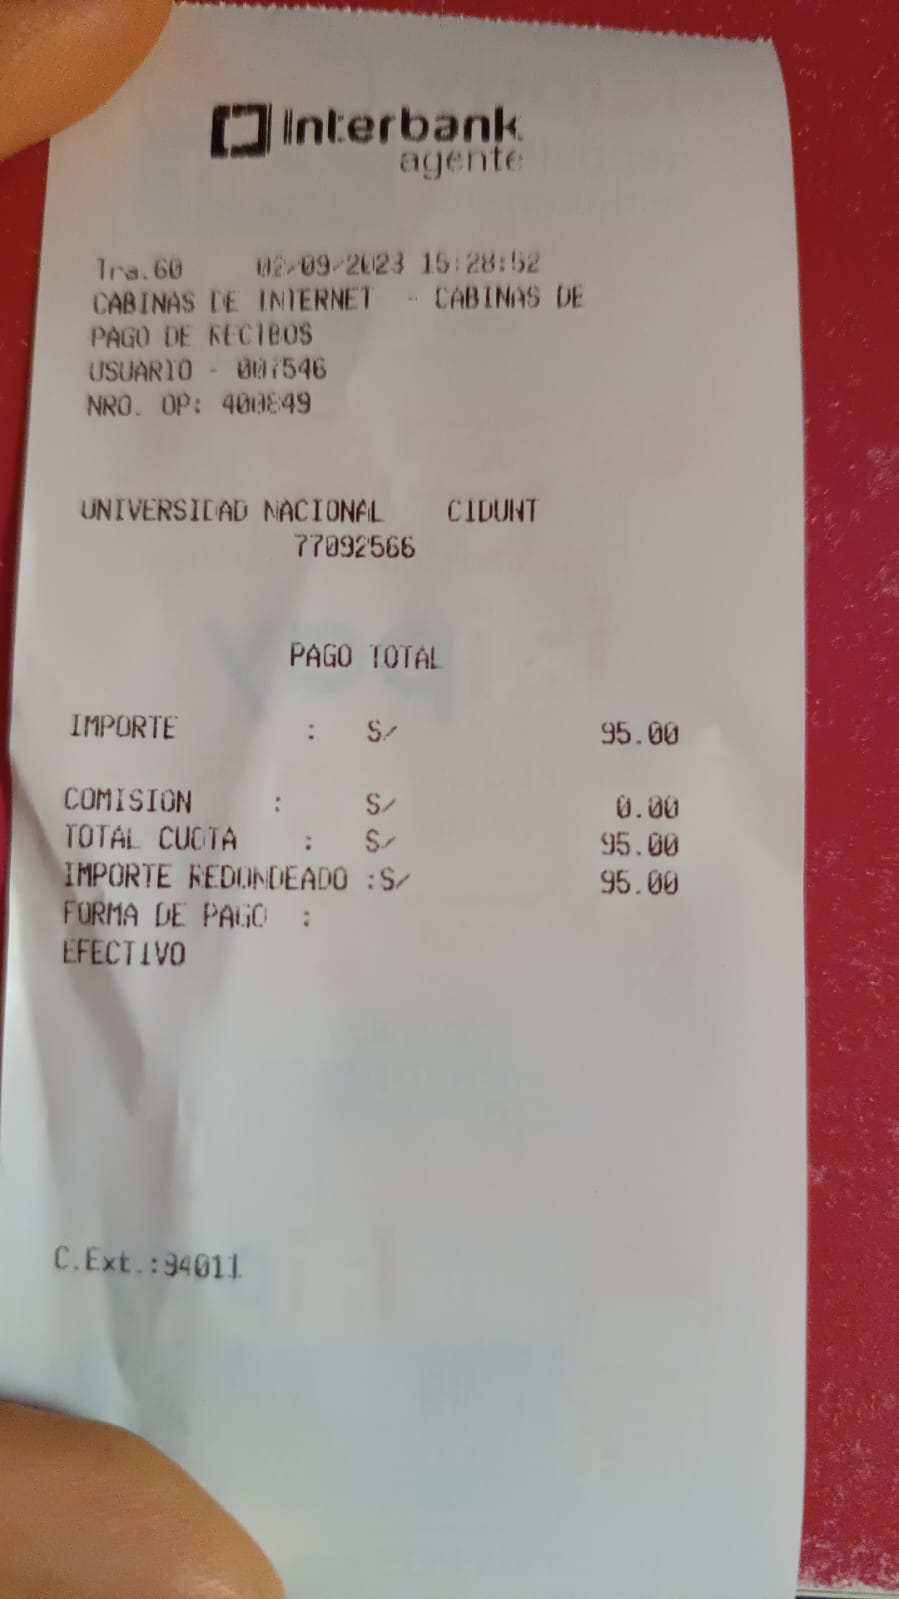 Interbank
agente
Tra.60 02/09/2023 15:28:52
CABINAS DE INTERNET - CABINAS DE
PAGO DE RECIBOS
USUARIO - 007546
NRO. OP: 400849
UNIVERSIDAD NACIONAL CIDUNT
77092566
PAGO TOTAL
IMPORTE : S/ 95.00
COMISION : S/ 0.00
TOTAL CUOTA : S/ 95.00
IMPORTE REDONDEADO :S/ 95.00
FORMA DE PAGO :
EFECTIVO
C.Ext.:94011